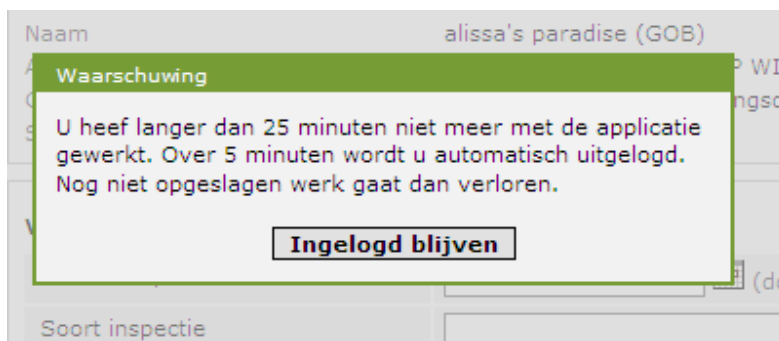 Naam alissa's paradise (GOB)
Waarschuwing
U heef langer dan 25 minuten niet meer met de applicatie
gewerkt. Over 5 minuten wordt u automatisch uitgelogd.
Nog niet opgeslagen werk gaat dan verloren.
Ingelogd blijven
Soort inspectie